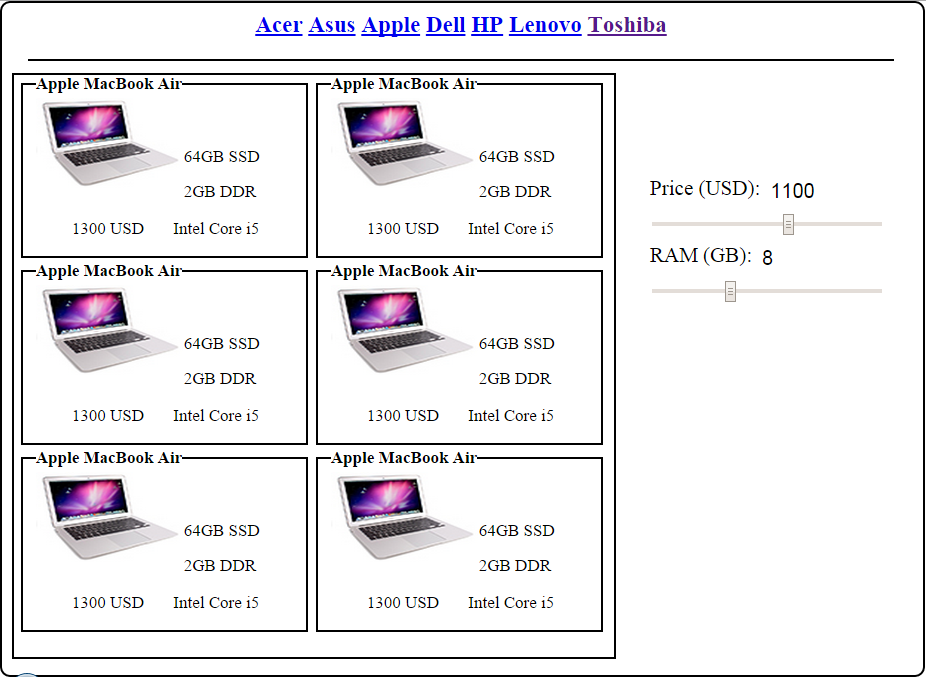 Acer Asus Apple Dell HP Lenovo Toshiba
Apple MacBook Air
64GB SSD
2GB DDR
1300 USD Intel Core i5
Apple MacBook Air
64GB SSD
2GB DDR
1300 USD Intel Core i5
Apple MacBook Air
64GB SSD
2GB DDR
1300 USD Intel Core i5
Apple MacBook Air
64GB SSD
2GB DDR
1300 USD Intel Core i5
Apple MacBook Air
64GB SSD
2GB DDR
1300 USD Intel Core i5
Apple MacBook Air
64GB SSD
2GB DDR
1300 USD Intel Core i5
Price (USD): 1100
RAM (GB): 8